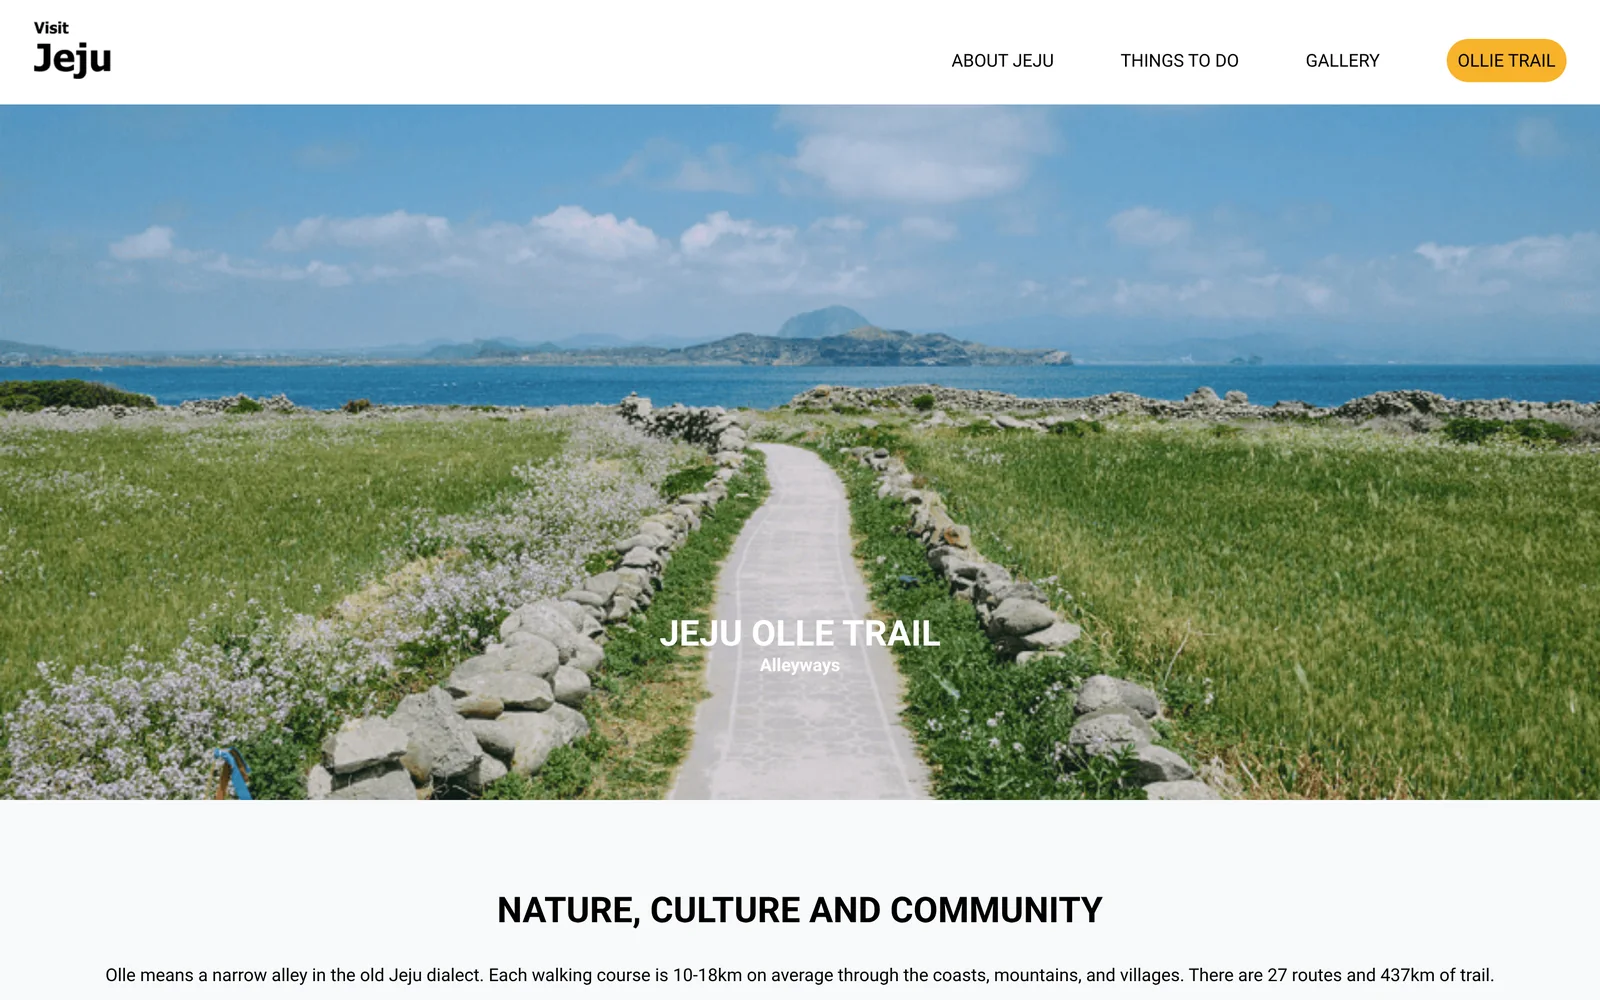 Visit
Jeju
ABOUT JEJU THINGS TO DO GALLERY OLLIE TRAIL
JEJU OLLE TRAIL
Alleyways
NATURE, CULTURE AND COMMUNITY
Olle means a narrow alley in the old Jeju dialect. Each walking course is 10-18km on average through the coasts, mountains, and villages. There are 27 routes and 437km of trail.